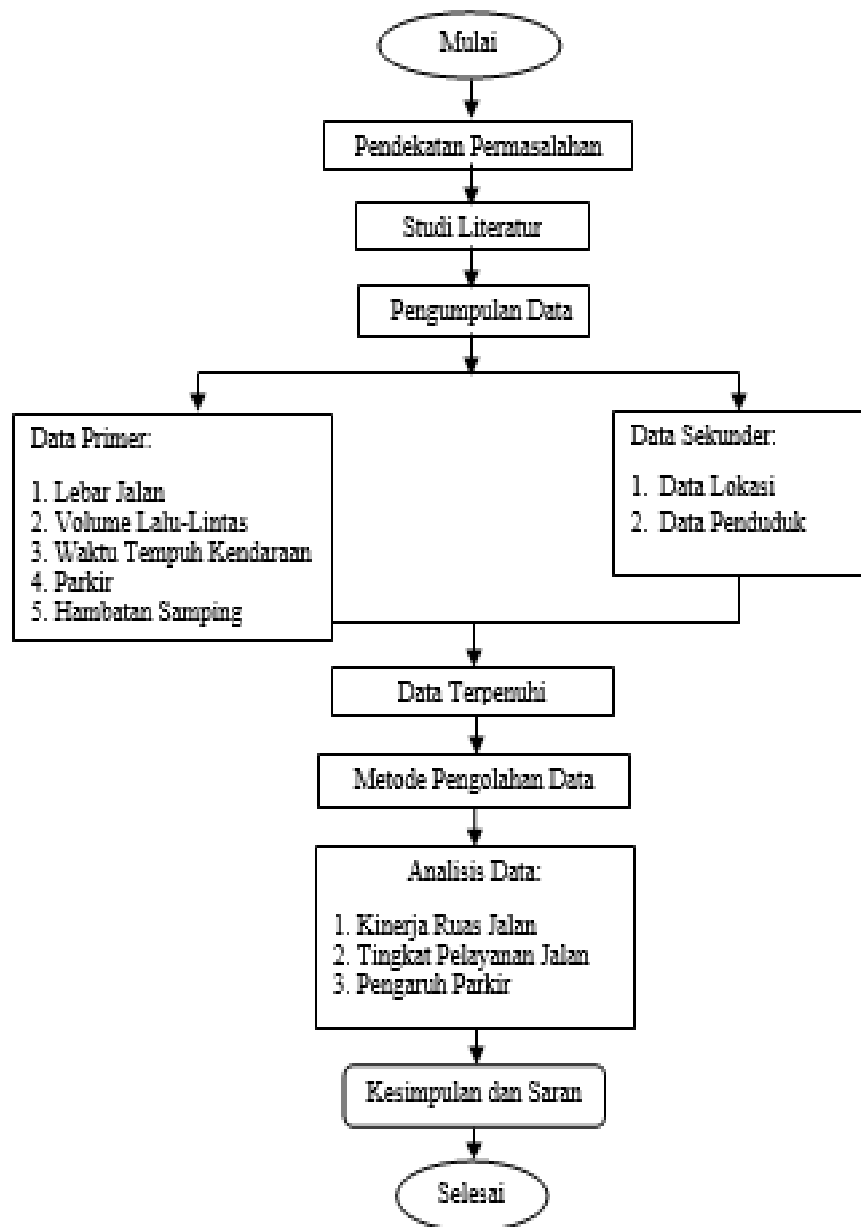 Mulai
Pendekatan Permasalahan
Studi Literatur
Pengumpulan Data
Data Primer:
1. Lebar Jalan
2. Volume Lalu-Lintas
3. Waktu Tempuh Kendaraan
4. Parkir
5. Hambatan Samping
Data Sekunder:
1. Data Lokasi
2. Data Penduduk
Data Terpenuhi
Metode Pengolahan Data
Analisis Data:
1. Kinerja Ruas Jalan
2. Tingkat Pelayanan Jalan
3. Pengaruh Parkir
Kesimpulan dan Saran
Selesai